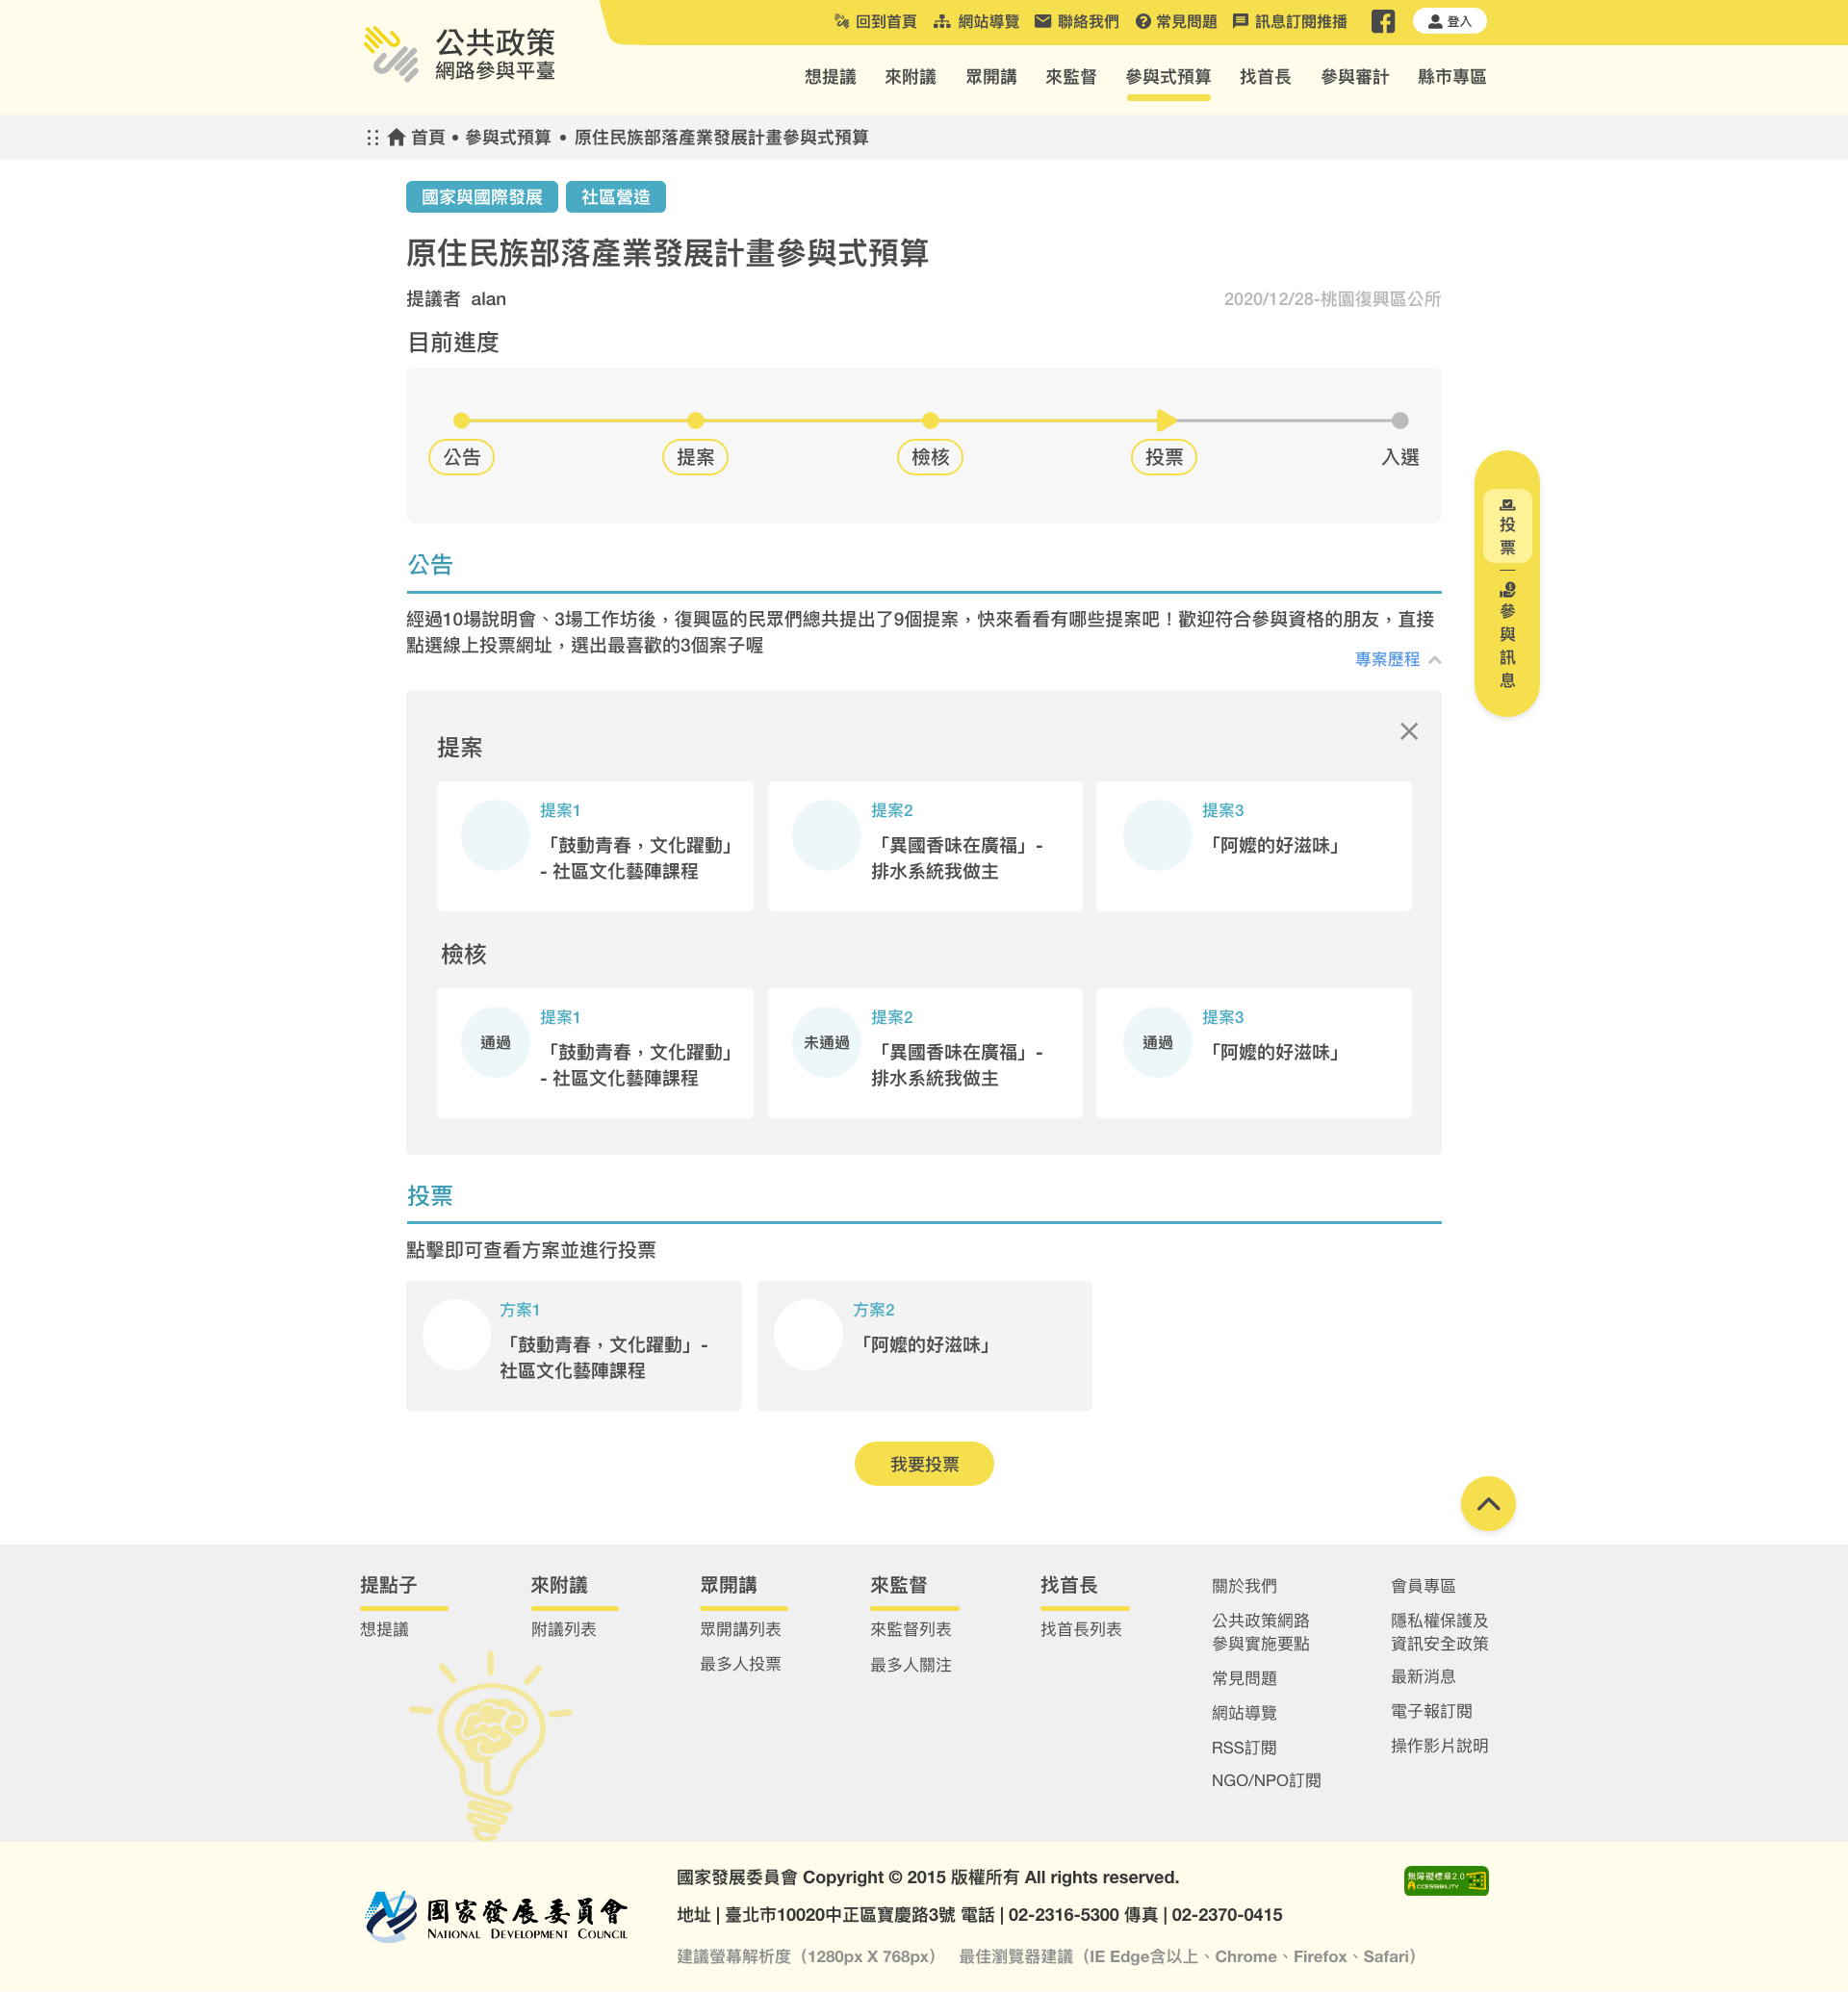 公共政策
網路參與平臺
回到首頁 網站導覽 聯絡我們 常見問題 訊息訂閱推播 登入
想提議 來附議 眾開講 來監督 參與式預算 找首長 參與審計 縣市專區
首頁 • 參與式預算 • 原住民族部落產業發展計畫參與式預算
國家與國際發展 社區營造
原住民族部落產業發展計畫參與式預算
提議者 alan 2020/12/28-桃園復興區公所
目前進度
公告 提案 檢核 投票 入選
投票
參與訊息
公告
經過10場說明會、3場工作坊後，復興區的民眾們總共提出了9個提案，快來看看有哪些提案吧！歡迎符合參與資格的朋友，直接
點選線上投票網址，選出最喜歡的3個案子喔
專案歷程
提案
提案1
「鼓動青春，文化躍動」
- 社區文化藝陣課程
提案2
「異國香味在廣福」-
排水系統我做主
提案3
「阿嬤的好滋味」
檢核
通過
提案1
「鼓動青春，文化躍動」
- 社區文化藝陣課程
未通過
提案2
「異國香味在廣福」-
排水系統我做主
通過
提案3
「阿嬤的好滋味」
投票
點擊即可查看方案並進行投票
方案1
「鼓動青春，文化躍動」-
社區文化藝陣課程
方案2
「阿嬤的好滋味」
我要投票
提點子
想提議
來附議
附議列表
眾開講
眾開講列表
最多人投票
來監督
來監督列表
最多人關注
找首長
找首長列表
關於我們
公共政策網路
參與實施要點
常見問題
網站導覽
RSS訂閱
NGO/NPO訂閱
會員專區
隱私權保護及
資訊安全政策
最新消息
電子報訂閱
操作影片說明
國家發展委員會
NATIONAL DEVELOPMENT COUNCIL
國家發展委員會 Copyright © 2015 版權所有 All rights reserved.
地址 | 臺北市10020中正區寶慶路3號 電話 | 02-2316-5300 傳真 | 02-2370-0415
建議螢幕解析度（1280px X 768px） 最佳瀏覽器建議（IE Edge含以上、Chrome、Firefox、Safari）
無障礙標章2.0
ACCESSIBILITY